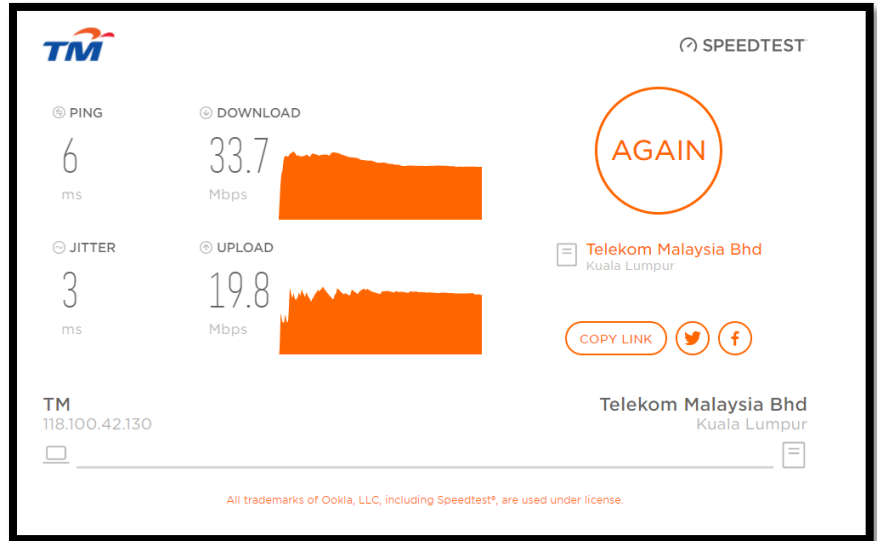 TM
SPEEDTEST
PING
6
ms
DOWNLOAD
33.7
Mbps
AGAIN
JITTER
3
ms
UPLOAD
19.8
Mbps
Telekom Malaysia Bhd
Kuala Lumpur
COPY LINK
TM
118.100.42.130
Telekom Malaysia Bhd
Kuala Lumpur
All trademarks of Ookla, LLC, including Speedtest®, are used under license.